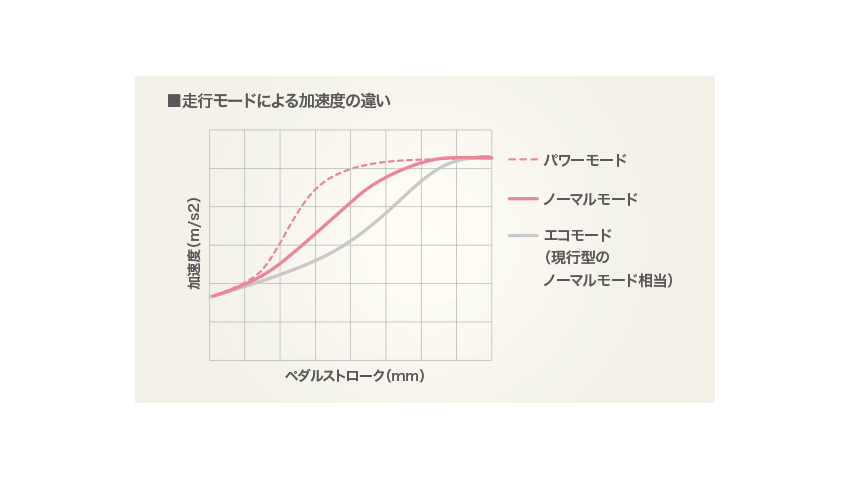 ■走行モードによる加速度の違い
パワーモード
ノーマルモード
エコモード
(現行型の
ノーマルモード相当)
加速度(m/s2)
ペダルストローク(mm)